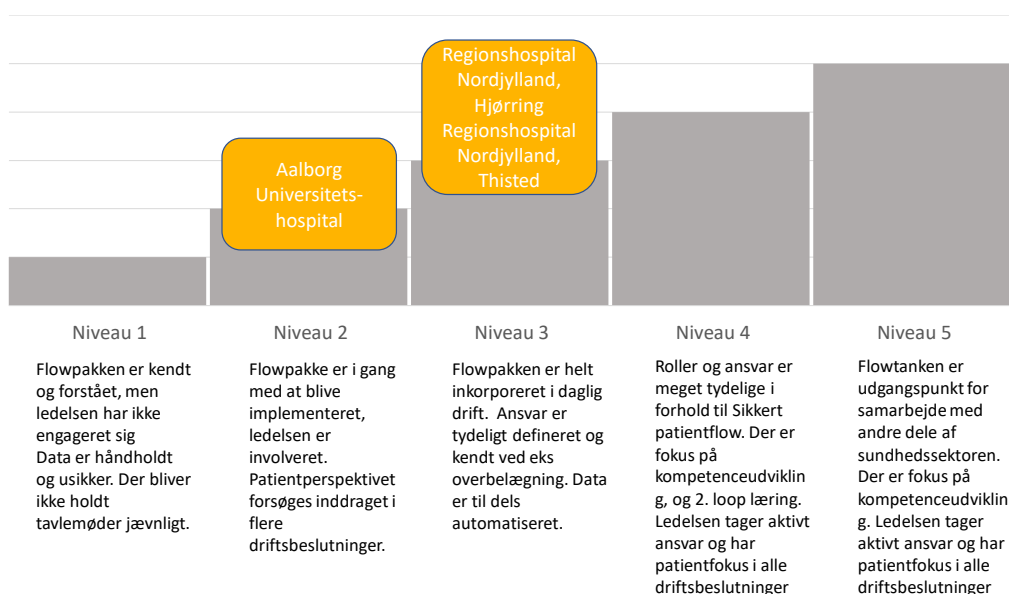 Regionshospital
Nordjylland,
Hjørring
Regionshospital
Nordjylland,
Thisted
Aalborg
Universitets-
hospital
Niveau 1
Niveau 2
Niveau 3
Niveau 4
Niveau 5
Flowpakken er kendt
og forstået, men
ledelsen har ikke
engageret sig
Data er håndholdt
og usikker. Der bliver
ikke holdt
tavlemøder jævnligt.
Flowpakke er i gang
med at blive
implementeret,
ledelsen er
involveret.
Patientperspektivet
forsøges inddraget i
flere
driftsbeslutninger.
Flowpakken er helt
inkorporeret i daglig
drift. Ansvar er
tydeligt defineret og
kendt ved eks
overbelægning. Data
er til dels
automatiseret.
Roller og ansvar er
meget tydelige i
forhold til Sikkert
patientflow. Der er
fokus på
kompetenceudviklin
g, og 2. loop læring.
Ledelsen tager aktivt
ansvar og har
patientfokus i alle
driftsbeslutninger
Flowtanken er
udgangspunkt for
samarbejde med
andre dele af
sundhedssektoren.
Der er fokus på
kompetenceudviklin
g. Ledelsen tager
aktivt ansvar og har
patientfokus i alle
driftsbeslutninger